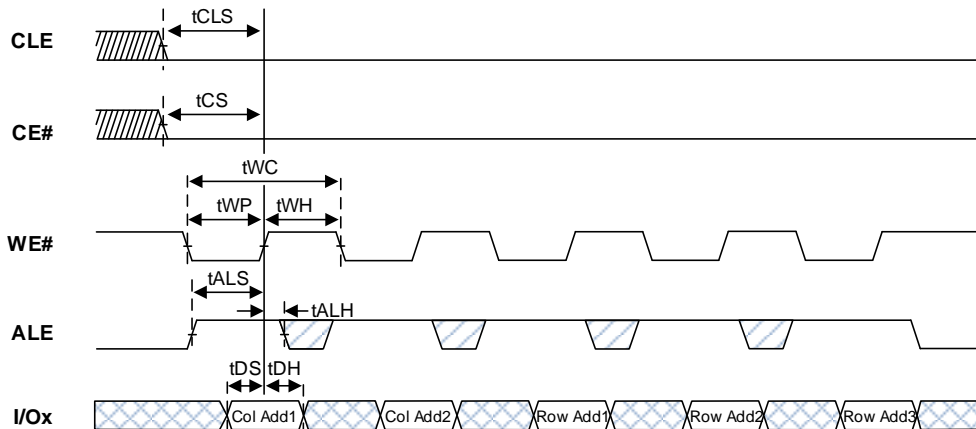 tCLS
CLE
tCS
CE#
tWC
tWP
tWH
WE#
tALS
tALH
ALE
tDS
tDH
I/Ox
Col Add1
Col Add2
Row Add1
Row Add2
Row Add3